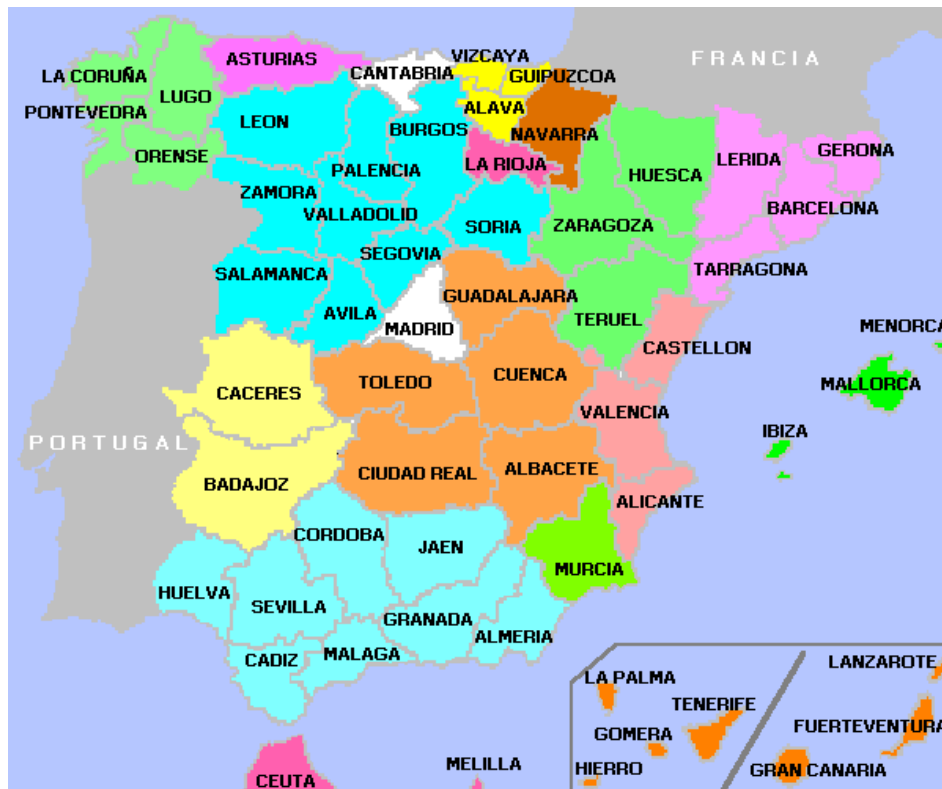 VIZCAYA
ASTURIAS
FRANCIA
CANTABRIA
GUIPUZCOA
LA CORUÑA
LUGO
ALAVA
PONTEVEDRA
LEON
BURGOS
NAVARRA
ORENSE
LERIDA
GERONA
PALENCIA
LA RIOJA
HUESCA
ZAMORA
VALLADOLID
BARCELONA
SORIA
ZARAGOZA
SEGOVIA
SALAMANCA
TARRAGONA
GUADALAJARA
AVILA
MADRID
TERUEL
MENORCA
CASTELLON
CACERES
TOLEDO
CUENCA
MALLORCA
VALENCIA
PORTUGAL
IBIZA
BADAJOZ
CIUDAD REAL
ALBACETE
ALICANTE
CORDOBA
JAEN
MURCIA
HUELVA
SEVILLA
GRANADA
ALMERIA
CADIZ
MALAGA
LANZAROTE
LA PALMA
TENERIFE
GOMERA
FUERTEVENTURA
HIERRO
GRAN CANARIA
MELILLA
CEUTA